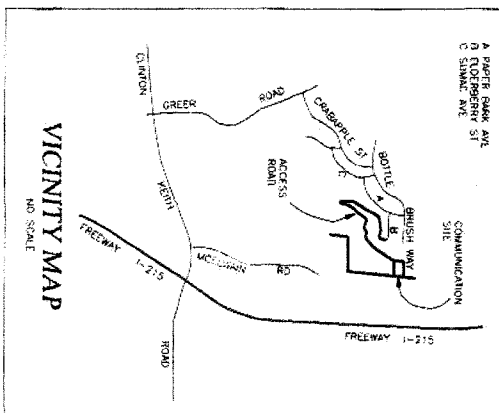 A PAPER BARK AVE
B ELDERBERRY ST
C SUMAC AVE
COMMUNICATION
SITE
BOTTLE
BRUSH WAY
CRABAPPLE ST
C
A
B
ACCESS
ROAD
GREER
ROAD
CLINTON
KEITH
ROAD
MCELWAIN
RD
FREEWAY I-215
FREEWAY I-215
VICINITY MAP
NO SCALE